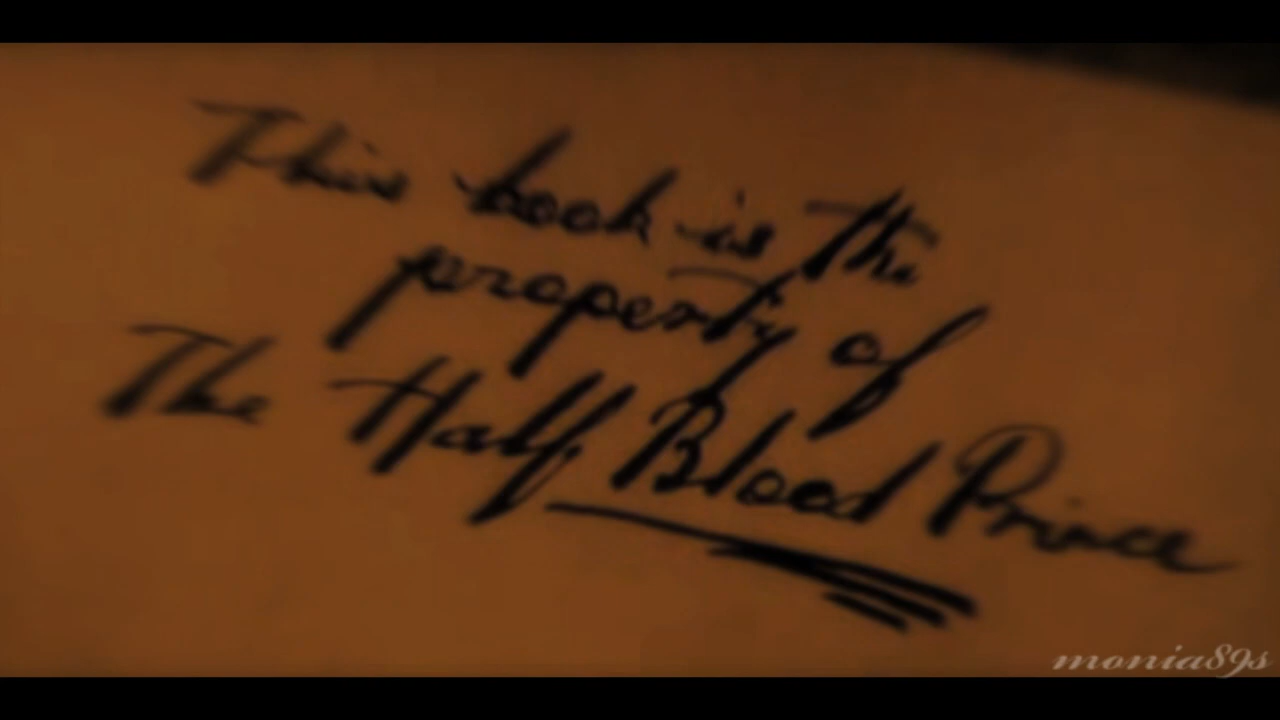 This book is the
property of
The Half Blood Prince
monia89s